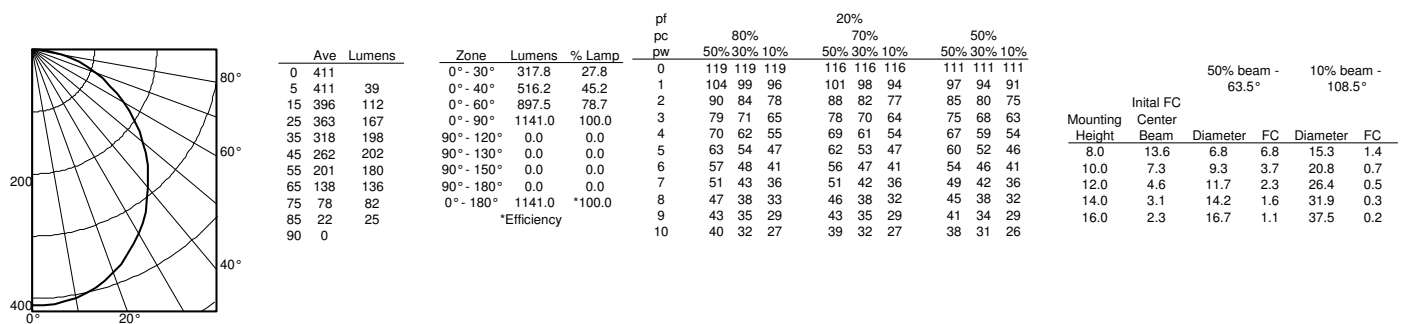 80°
60°
40°
200
400
0° 20°
Ave Lumens
0 411
5 411 39
15 396 112
25 363 167
35 318 198
45 262 202
55 201 180
65 138 136
75 78 82
85 22 25
90 0
Zone Lumens % Lamp
0° - 30° 317.8 27.8
0° - 40° 516.2 45.2
0° - 60° 897.5 78.7
0° - 90° 1141.0 100.0
90° - 120° 0.0 0.0
90° - 130° 0.0 0.0
90° - 150° 0.0 0.0
90° - 180° 0.0 0.0
0° - 180° 1141.0 *100.0
*Efficiency
pf 20%
pc 80% 70% 50%
pw 50% 30% 10% 50% 30% 10% 50% 30% 10%
0 119 119 119 116 116 116 111 111 111
1 104 99 96 101 98 94 97 94 91
2 90 84 78 88 82 77 85 80 75
3 79 71 65 78 70 64 75 68 63
4 70 62 55 69 61 54 67 59 54
5 63 54 47 62 53 47 60 52 46
6 57 48 41 56 47 41 54 46 41
7 51 43 36 51 42 36 49 42 36
8 47 38 33 46 38 32 45 38 32
9 43 35 29 43 35 29 41 34 29
10 40 32 27 39 32 27 38 31 26
50% beam - 10% beam -
63.5° 108.5°
Inital FC
Mounting Center
Height Beam Diameter FC Diameter FC
8.0 13.6 6.8 6.8 15.3 1.4
10.0 7.3 9.3 3.7 20.8 0.7
12.0 4.6 11.7 2.3 26.4 0.5
14.0 3.1 14.2 1.6 31.9 0.3
16.0 2.3 16.7 1.1 37.5 0.2